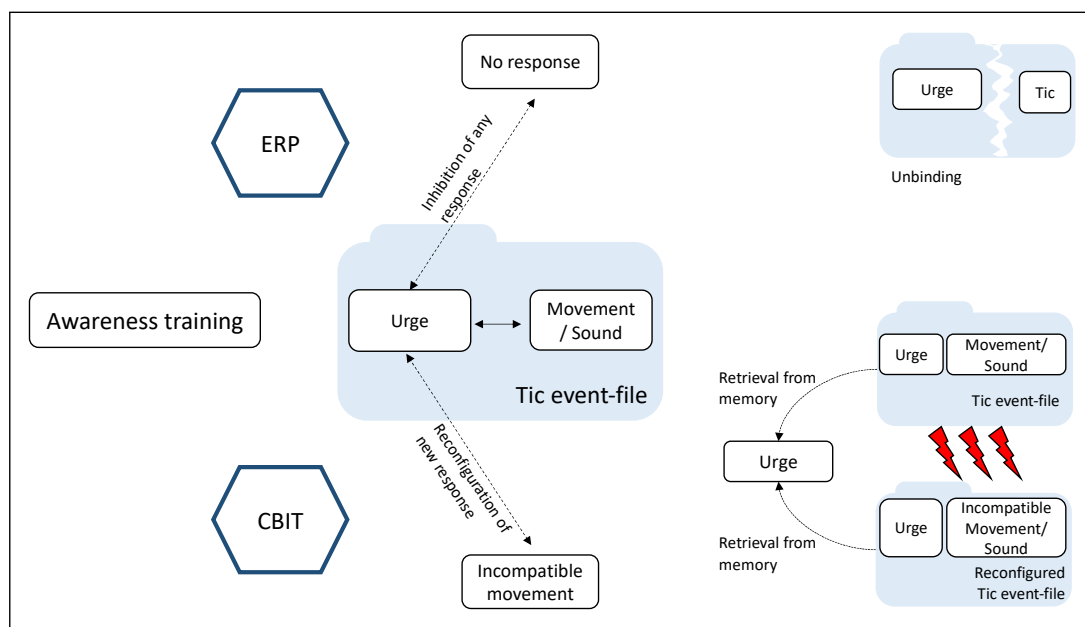 No response
ERP
Inhibition of any
response
Urge
Tic
Unbinding
Awareness training
Urge
Movement
/ Sound
Tic event-file
Reconfiguration of
new response
CBIT
Incompatible
movement
Urge
Movement/
Sound
Tic event-file
Retrieval from
memory
Urge
Retrieval from
memory
Urge
Incompatible
Movement/
Sound
Reconfigured
Tic event-file